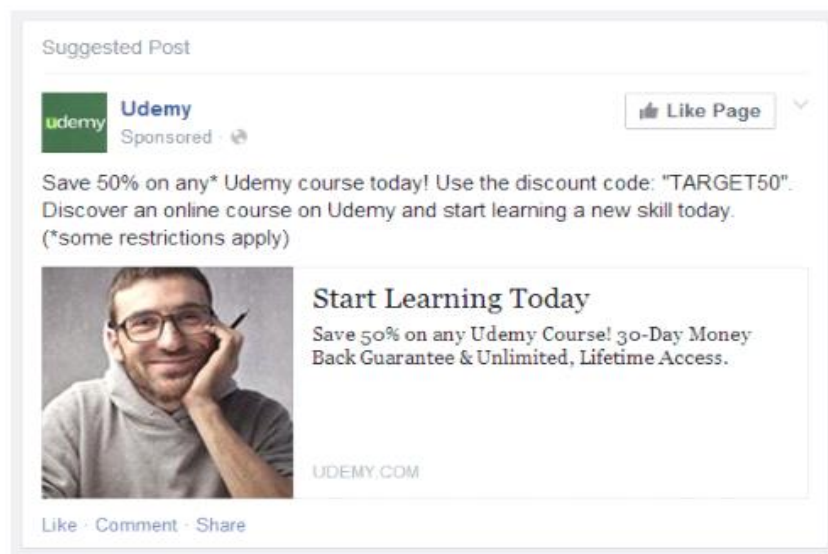 Suggested Post
udemy
Udemy
Like Page
Sponsored ·
Save 50% on any* Udemy course today! Use the discount code: "TARGET50".
Discover an online course on Udemy and start learning a new skill today.
(*some restrictions apply)
Start Learning Today
Save 50% on any Udemy Course! 30-Day Money
Back Guarantee & Unlimited, Lifetime Access.
UDEMY.COM
Like · Comment · Share